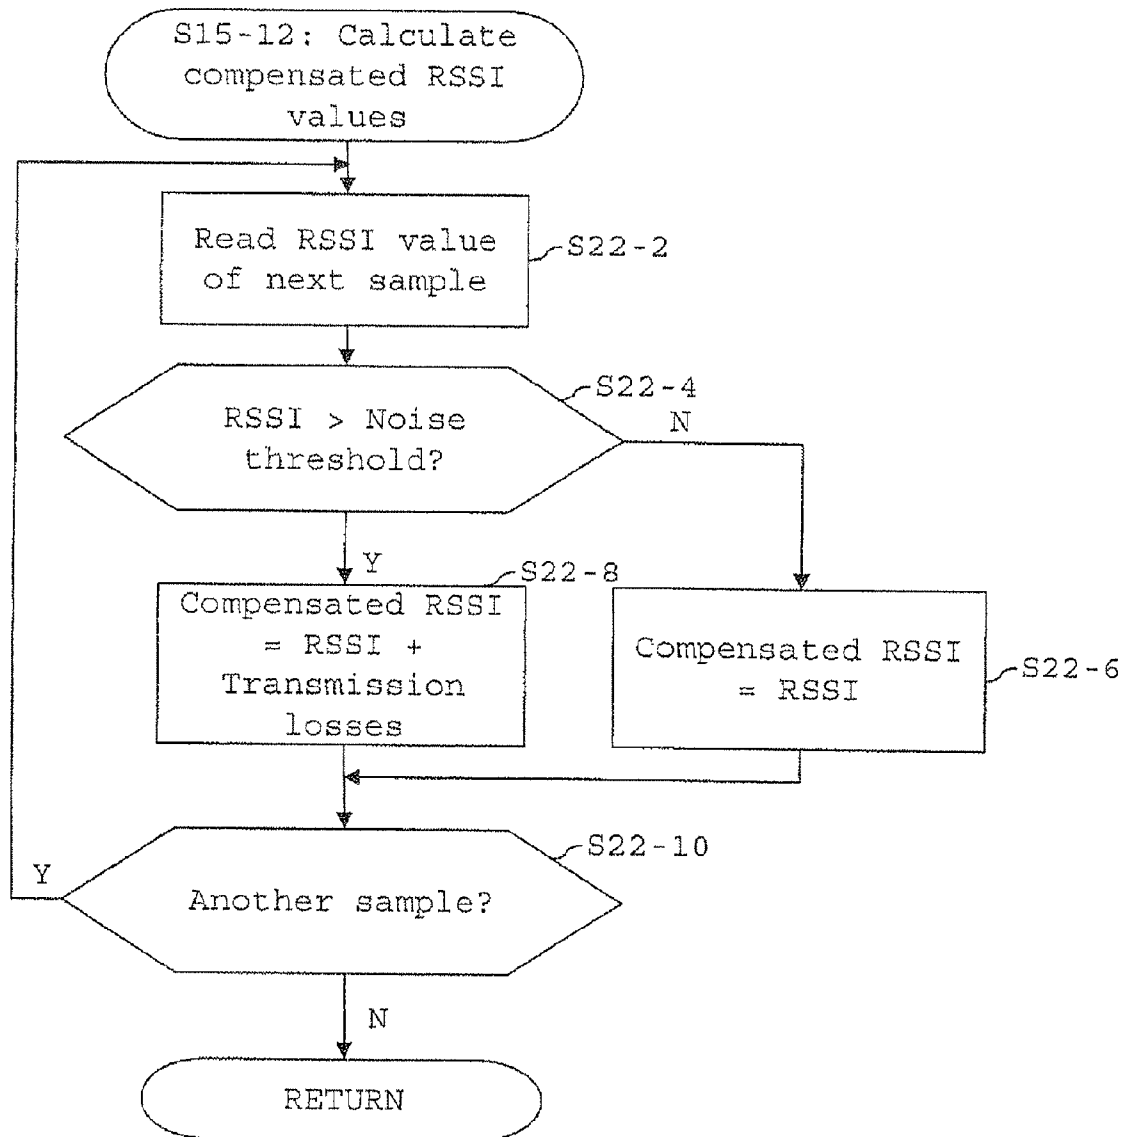 S15-12: Calculate
compensated RSSI
values
Read RSSI value
of next sample
S22-2
S22-4
RSSI > Noise
threshold?
N
Y
S22-8
Compensated RSSI
= RSSI +
Transmission
losses
Compensated RSSI
= RSSI
S22-6
S22-10
Y
Another sample?
N
RETURN